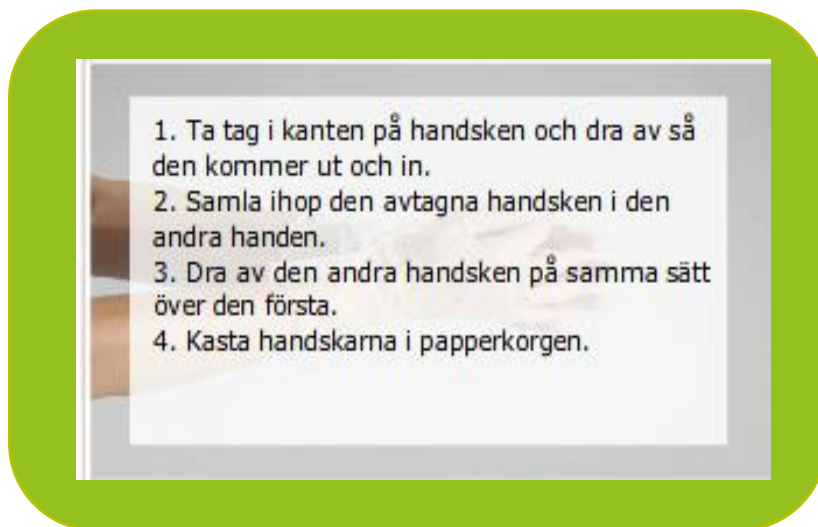 1. Ta tag i kanten på handsken och dra av så
den kommer ut och in.
2. Samla ihop den avtagna handsken i den
andra handen.
3. Dra av den andra handsken på samma sätt
över den första.
4. Kasta handskarna i papperkorgen.